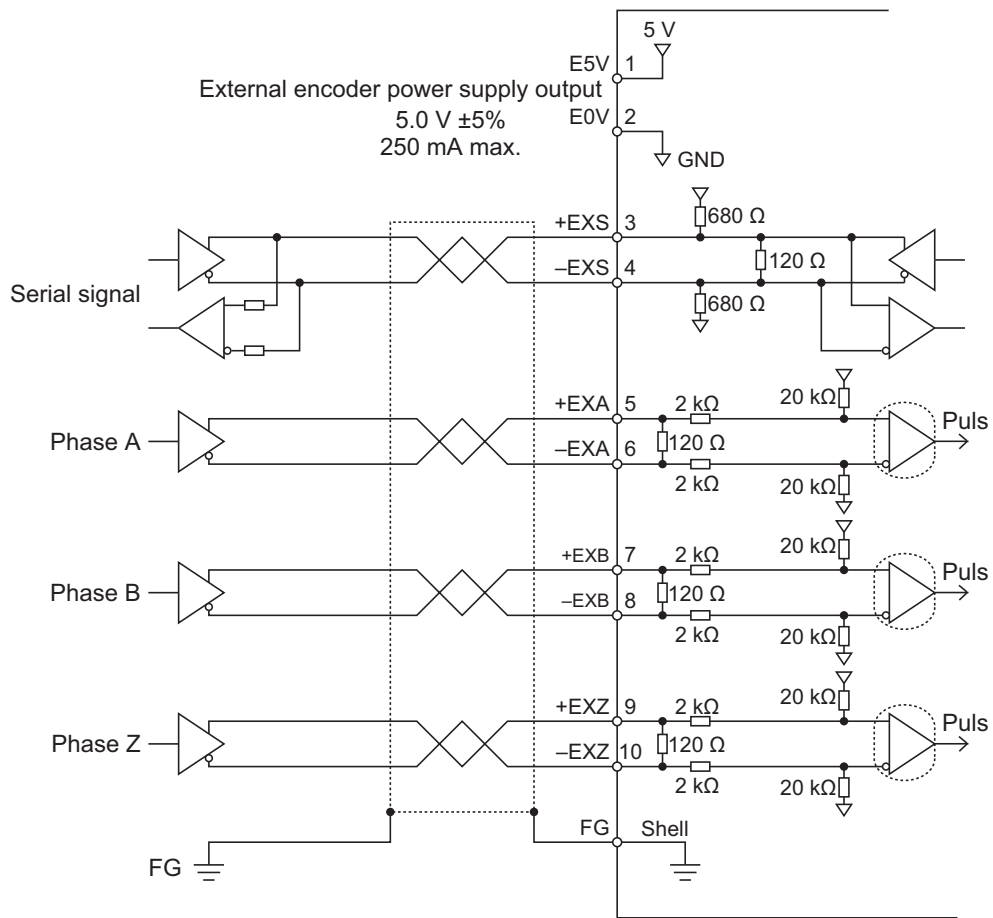 5 V
E5V 1
External encoder power supply output
5.0 V ±5%
250 mA max.
E0V 2
GND
+EXS 3
680 Ω
120 Ω
–EXS 4
680 Ω
Serial signal
+EXA 5
2 kΩ
20 kΩ
Phase A
120 Ω
Puls
–EXA 6
2 kΩ
20 kΩ
+EXB 7
2 kΩ
20 kΩ
Phase B
120 Ω
Puls
–EXB 8
2 kΩ
20 kΩ
+EXZ 9
2 kΩ
20 kΩ
Phase Z
120 Ω
Puls
–EXZ 10
2 kΩ
20 kΩ
FG
Shell
FG